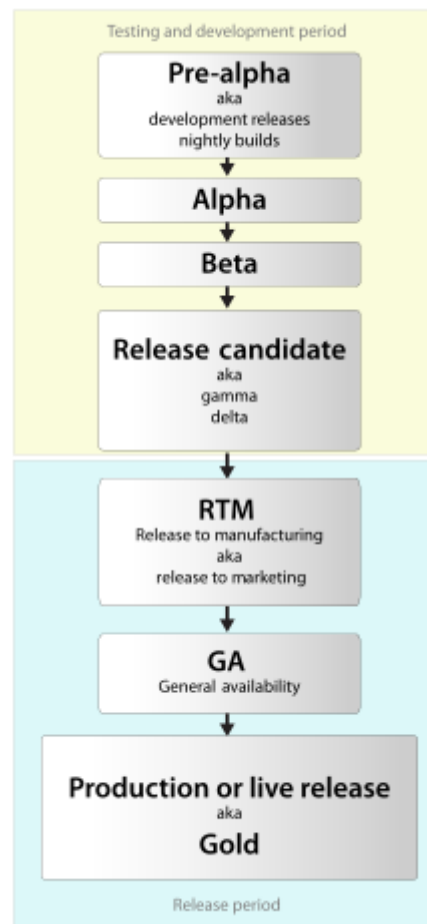 Testing and development period
Pre-alpha
aka
development releases
nightly builds
Alpha
Beta
Release candidate
aka
gamma
delta
RTM
Release to manufacturing
aka
release to marketing
GA
General availability
Production or live release
aka
Gold
Release period